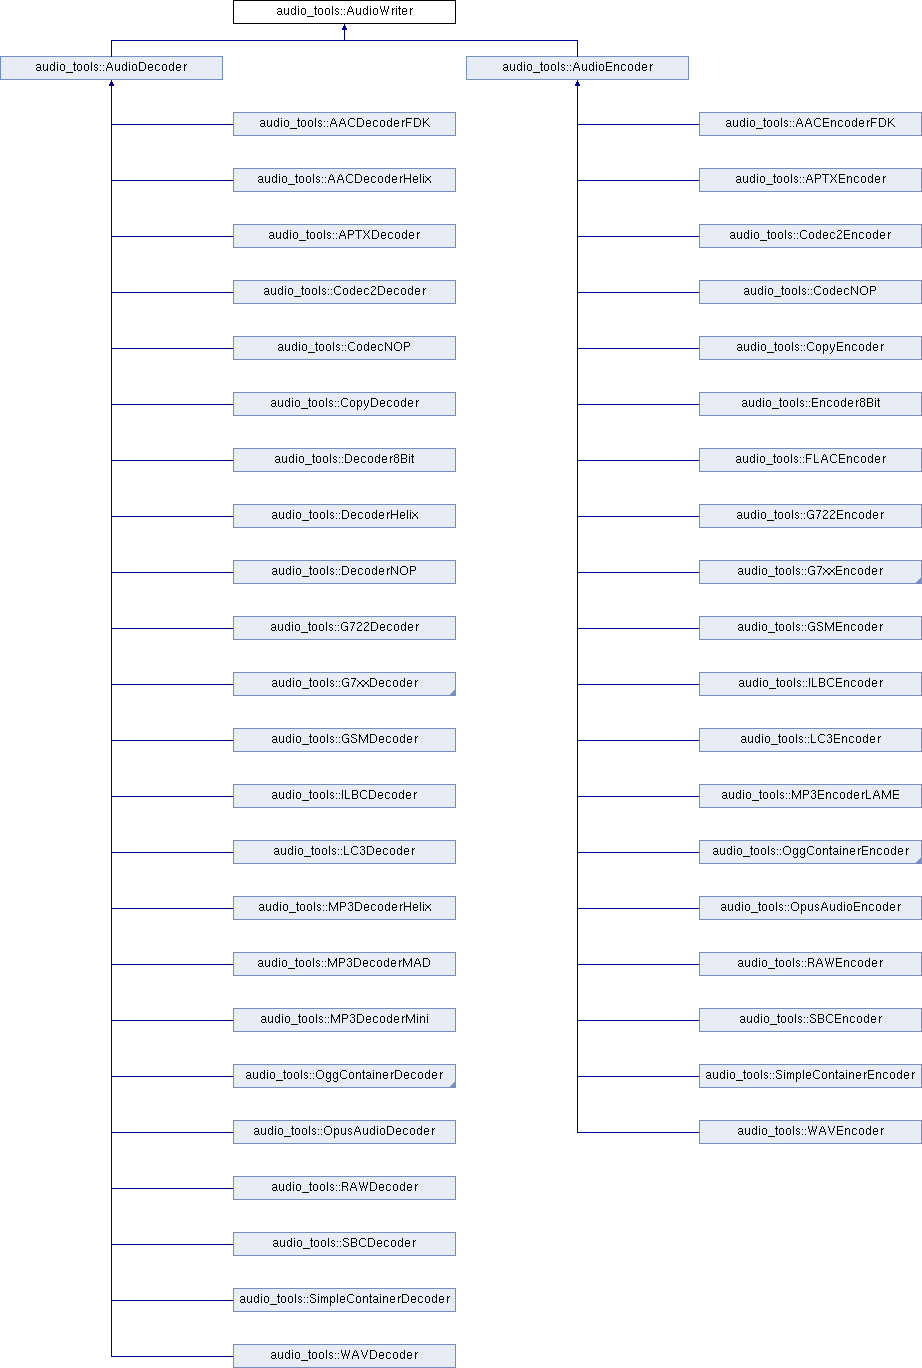 audio_tools::AudioWriter
audio_tools::AudioDecoder
audio_tools::AudioEncoder
audio_tools::AACDecoderFDK
audio_tools::AACEncoderFDK
audio_tools::AACDecoderHelix
audio_tools::APTXEncoder
audio_tools::APTXDecoder
audio_tools::Codec2Encoder
audio_tools::Codec2Decoder
audio_tools::CodecNOP
audio_tools::CodecNOP
audio_tools::CopyEncoder
audio_tools::CopyDecoder
audio_tools::Encoder8Bit
audio_tools::Decoder8Bit
audio_tools::FLACEncoder
audio_tools::DecoderHelix
audio_tools::G722Encoder
audio_tools::DecoderNOP
audio_tools::G7xxEncoder
audio_tools::G722Decoder
audio_tools::GSMEncoder
audio_tools::G7xxDecoder
audio_tools::ILBCEncoder
audio_tools::GSMDecoder
audio_tools::LC3Encoder
audio_tools::ILBCDecoder
audio_tools::MP3EncoderLAME
audio_tools::LC3Decoder
audio_tools::OggContainerEncoder
audio_tools::MP3DecoderHelix
audio_tools::OpusAudioEncoder
audio_tools::MP3DecoderMAD
audio_tools::RAWEncoder
audio_tools::MP3DecoderMini
audio_tools::SBCEncoder
audio_tools::OggContainerDecoder
audio_tools::SimpleContainerEncoder
audio_tools::OpusAudioDecoder
audio_tools::WAVEncoder
audio_tools::RAWDecoder
audio_tools::SBCDecoder
audio_tools::SimpleContainerDecoder
audio_tools::WAVDecoder